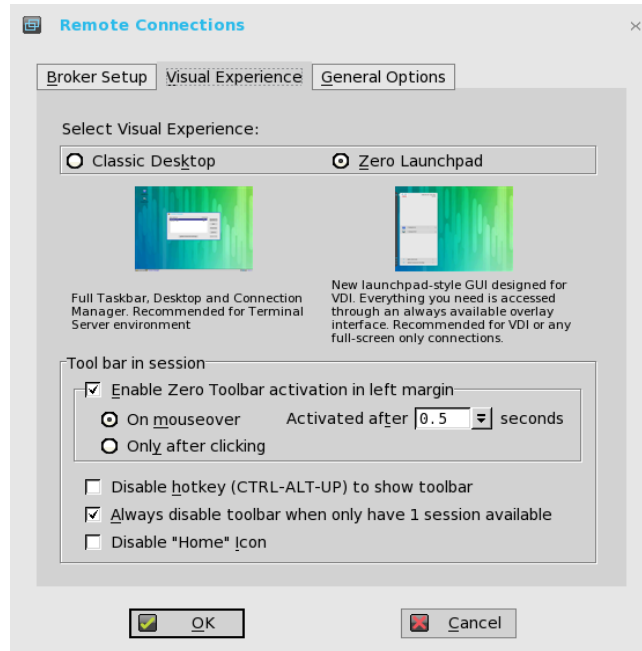 Remote Connections
Broker Setup
Visual Experience
General Options
Select Visual Experience:
Classic Desktop
Zero Launchpad
Full Taskbar, Desktop and Connection
Manager. Recommended for Terminal
Server environment
New launchpad-style GUI designed for
VDI. Everything you need is accessed
through an always available overlay
interface. Recommended for VDI or any
full-screen only connections.
Tool bar in session
Enable Zero Toolbar activation in left margin
On mouseover
Activated after 0.5 seconds
Only after clicking
Disable hotkey (CTRL-ALT-UP) to show toolbar
Always disable toolbar when only have 1 session available
Disable "Home" Icon
OK
Cancel